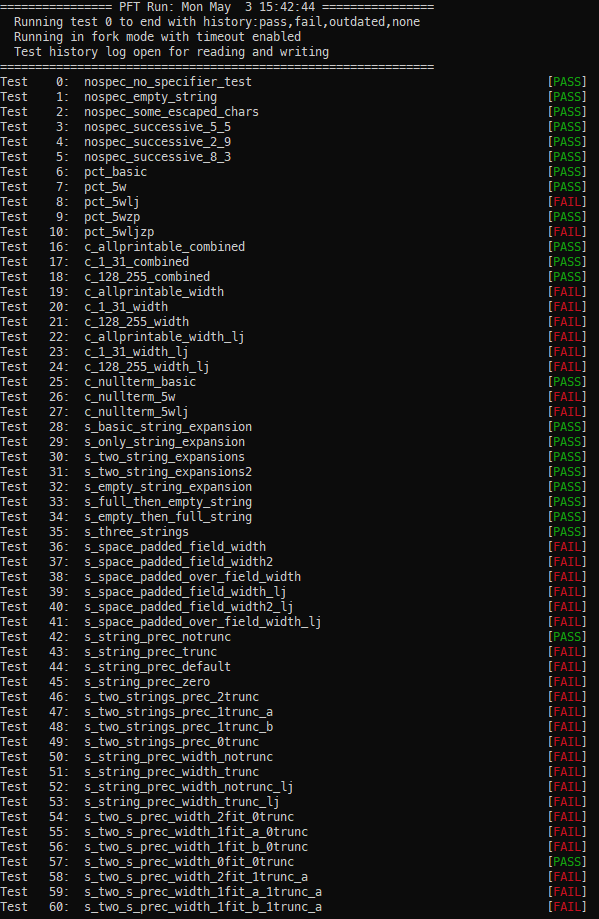 ================ PFT Run: Mon May  3 15:42:44 ================
  Running test 0 to end with history:pass,fail,outdated,none
  Running in fork mode with timeout enabled
  Test history log open for reading and writing
==============================================================
Test    0:  nospec_no_specifier_test                          [PASS]
Test    1:  nospec_empty_string                               [PASS]
Test    2:  nospec_some_escaped_chars                         [PASS]
Test    3:  nospec_successive_5_5                             [PASS]
Test    4:  nospec_successive_2_9                             [PASS]
Test    5:  nospec_successive_8_3                             [PASS]
Test    6:  pct_basic                                         [PASS]
Test    7:  pct_5w                                            [PASS]
Test    8:  pct_5wlj                                          [FAIL]
Test    9:  pct_5wzp                                          [PASS]
Test   10:  pct_5wljzp                                        [FAIL]
Test   16:  c_allprintable_combined                           [PASS]
Test   17:  c_1_31_combined                                   [PASS]
Test   18:  c_128_255_combined                                [PASS]
Test   19:  c_allprintable_width                              [FAIL]
Test   20:  c_1_31_width                                      [FAIL]
Test   21:  c_128_255_width                                   [FAIL]
Test   22:  c_allprintable_width_lj                           [FAIL]
Test   23:  c_1_31_width_lj                                   [FAIL]
Test   24:  c_128_255_width_lj                                [FAIL]
Test   25:  c_nullterm_basic                                  [PASS]
Test   26:  c_nullterm_5w                                     [FAIL]
Test   27:  c_nullterm_5wlj                                   [FAIL]
Test   28:  s_basic_string_expansion                          [PASS]
Test   29:  s_only_string_expansion                           [PASS]
Test   30:  s_two_string_expansions                           [PASS]
Test   31:  s_two_string_expansions2                          [PASS]
Test   32:  s_empty_string_expansion                          [PASS]
Test   33:  s_full_then_empty_string                          [PASS]
Test   34:  s_empty_then_full_string                          [PASS]
Test   35:  s_three_strings                                   [PASS]
Test   36:  s_space_padded_field_width                        [FAIL]
Test   37:  s_space_padded_field_width2                       [FAIL]
Test   38:  s_space_padded_over_field_width                   [FAIL]
Test   39:  s_space_padded_field_width_lj                     [FAIL]
Test   40:  s_space_padded_field_width2_lj                    [FAIL]
Test   41:  s_space_padded_over_field_width_lj                [FAIL]
Test   42:  s_string_prec_notrunc                             [PASS]
Test   43:  s_string_prec_trunc                               [FAIL]
Test   44:  s_string_prec_default                             [FAIL]
Test   45:  s_string_prec_zero                                [FAIL]
Test   46:  s_two_strings_prec_2trunc                         [FAIL]
Test   47:  s_two_strings_prec_1trunc_a                       [FAIL]
Test   48:  s_two_strings_prec_1trunc_b                       [FAIL]
Test   49:  s_two_strings_prec_0trunc                         [FAIL]
Test   50:  s_string_prec_width_notrunc                       [FAIL]
Test   51:  s_string_prec_width_trunc                         [FAIL]
Test   52:  s_string_prec_width_notrunc_lj                    [FAIL]
Test   53:  s_string_prec_width_trunc_lj                      [FAIL]
Test   54:  s_two_s_prec_width_2fit_0trunc                    [FAIL]
Test   55:  s_two_s_prec_width_1fit_a_0trunc                  [FAIL]
Test   56:  s_two_s_prec_width_1fit_b_0trunc                  [FAIL]
Test   57:  s_two_s_prec_width_0fit_0trunc                    [PASS]
Test   58:  s_two_s_prec_width_2fit_1trunc_a                  [FAIL]
Test   59:  s_two_s_prec_width_1fit_a_1trunc_a                [FAIL]
Test   60:  s_two_s_prec_width_1fit_b_1trunc_a                [FAIL]